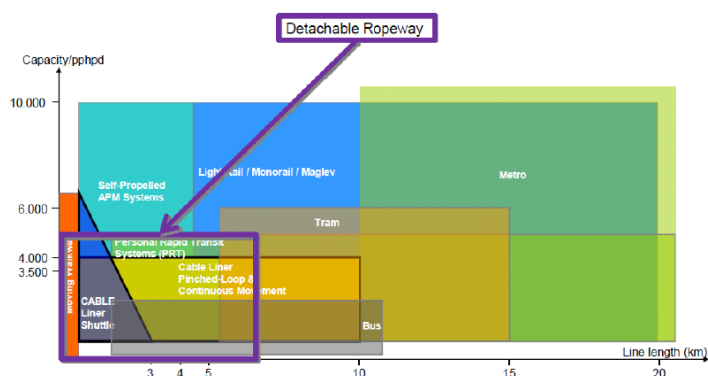 Detachable Ropeway
Capacity/pphpd
10.000
Light Rail / Monorail / Maglev
Self-Propelled
APM Systems
Metro
6.000
Tram
Personal Rapid Transit
Systems (PRT)
4.000
3.500
Cable Liner
Pinched-Loop &
Continuous Movement
Moving Walkway
CABLE
Liner
Shuttle
Bus
Line length (km)
3
4
5
10
15
20